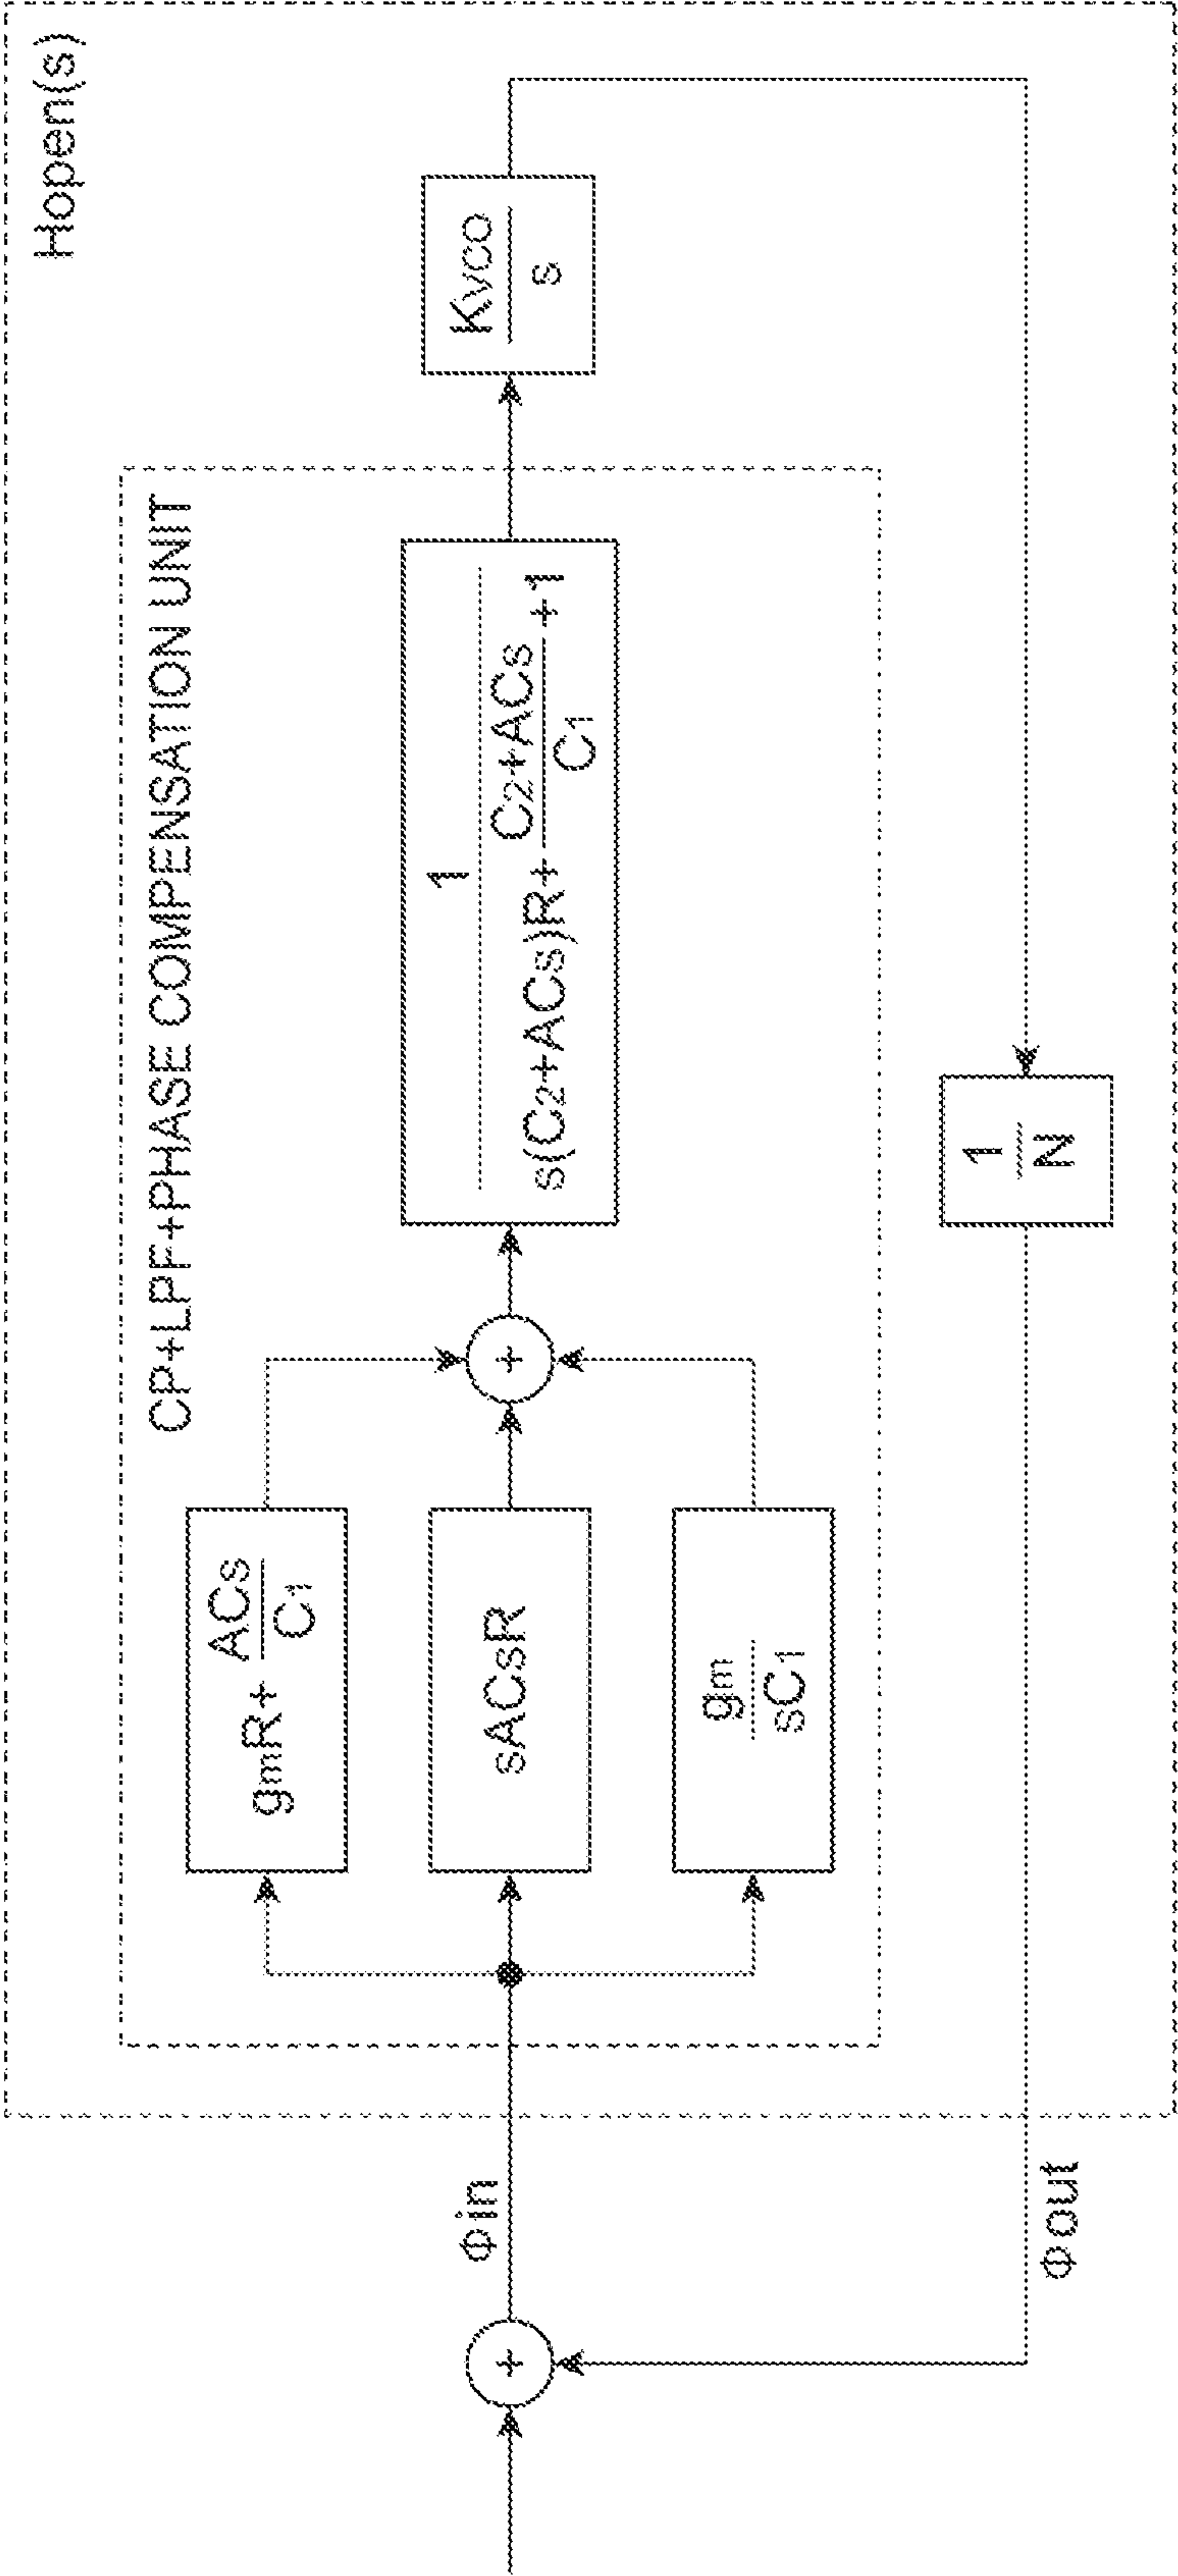 Hopen(s)
CP+LPF+PHASE COMPENSATION UNIT
Φin
+
gmR+ ACs/C1
sACsR
gm/sC1
+
1/(s(C2+ACs)R+ (C2+ACs)/C1 +1)
Kvco/s
1/N
Φout